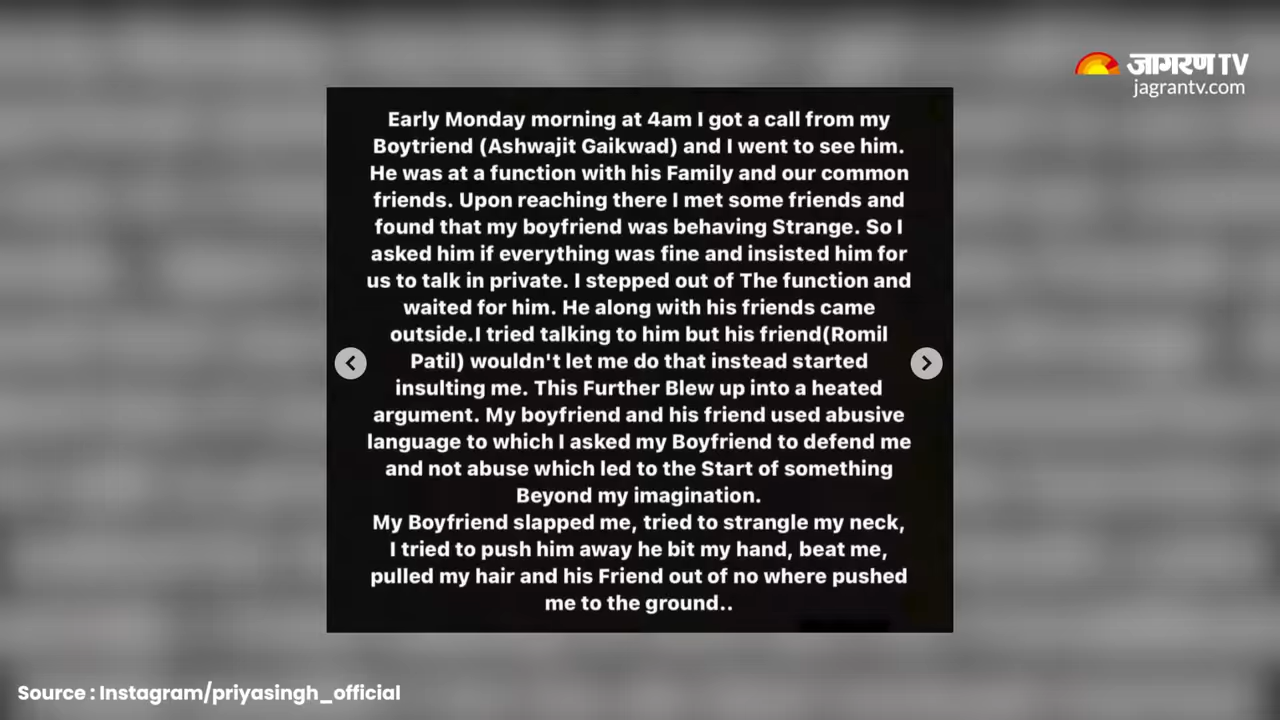 जागरण TV
jagrantv.com
Early Monday morning at 4am I got a call from my
Boytriend (Ashwajit Gaikwad) and I went to see him.
He was at a function with his Family and our common
friends. Upon reaching there I met some friends and
found that my boyfriend was behaving Strange. So I
asked him if everything was fine and insisted him for
us to talk in private. I stepped out of The function and
waited for him. He along with his friends came
outside.I tried talking to him but his friend(Romil
Patil) wouldn't let me do that instead started
insulting me. This Further Blew up into a heated
argument. My boyfriend and his friend used abusive
language to which I asked my Boyfriend to defend me
and not abuse which led to the Start of something
Beyond my imagination.
My Boyfriend slapped me, tried to strangle my neck,
I tried to push him away he bit my hand, beat me,
pulled my hair and his Friend out of no where pushed
me to the ground..
Source : Instagram/priyasingh_official